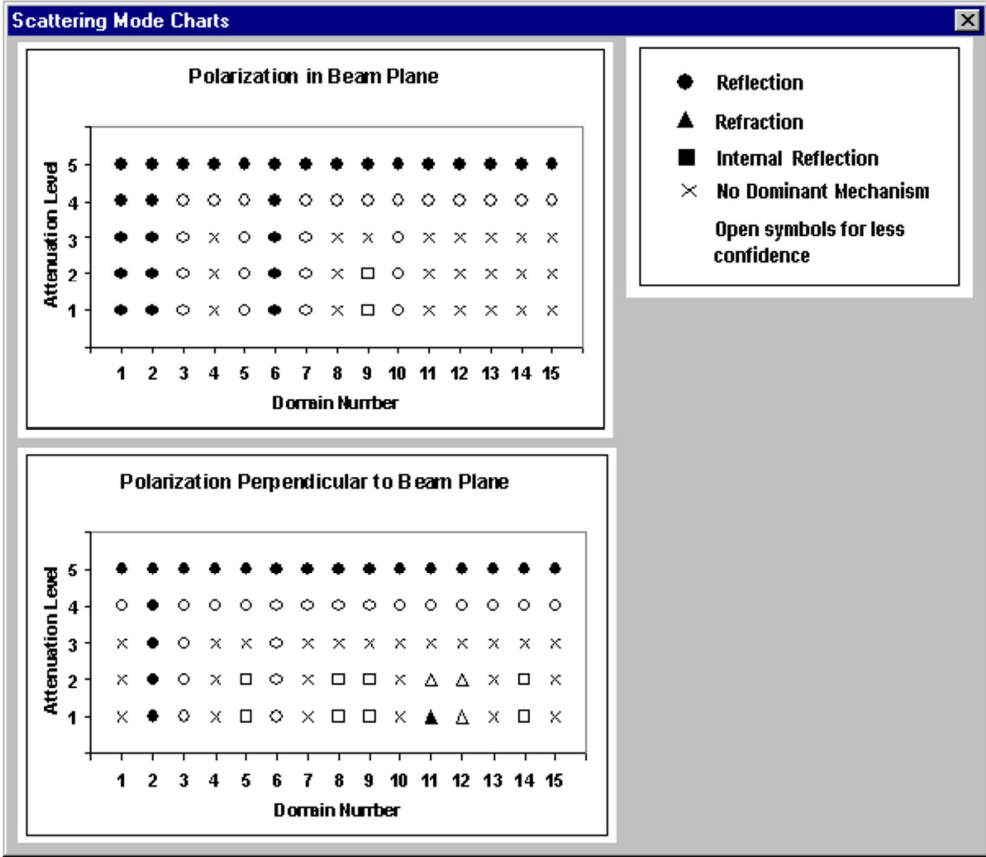 Scattering Mode Charts
Polarization in Beam Plane
Attenuation Level
5
4
3
2
1
1 2 3 4 5 6 7 8 9 10 11 12 13 14 15
Domain Number
Reflection
Refraction
Internal Reflection
No Dominant Mechanism
Open symbols for less
confidence
Polarization Perpendicular to Beam Plane
Attenuation Level
5
4
3
2
1
1 2 3 4 5 6 7 8 9 10 11 12 13 14 15
Domain Number